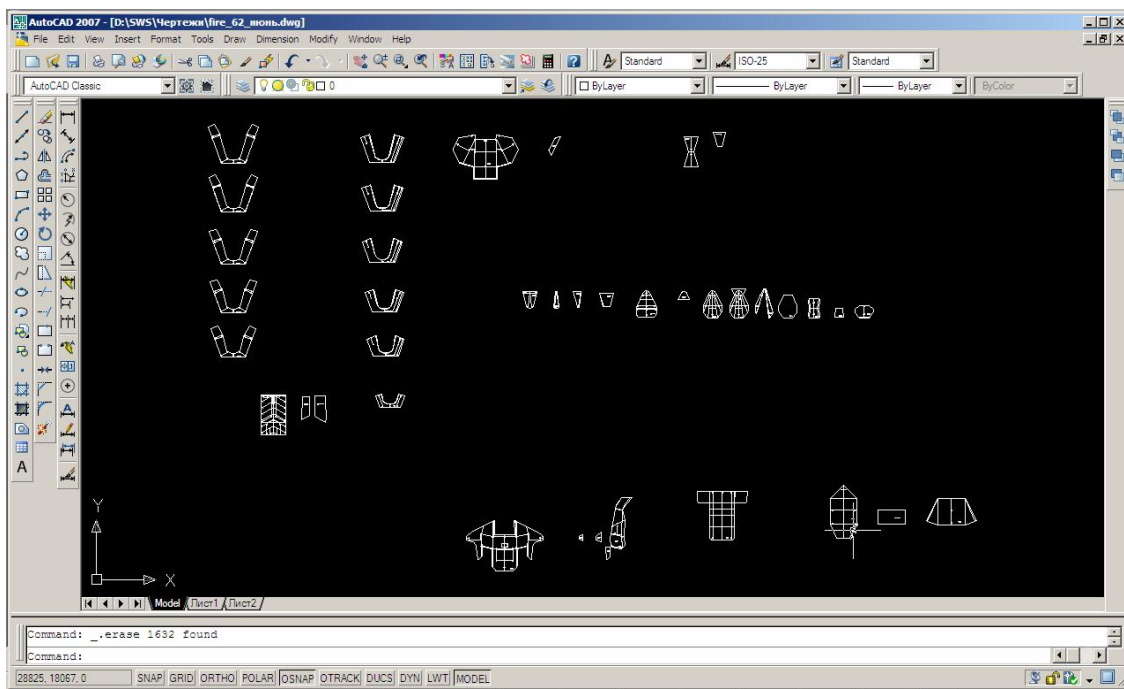 AutoCAD 2007 - [D:\SWS\Чертежи\fire_62_июнь.dwg]
File Edit View Insert Format Tools Draw Dimension Modify Window Help
Standard ISO-25 Standard
AutoCAD Classic 0 ByLayer ByLayer ByLayer ByColor
A
Y
X
Model Лист1 Лист2
Command: _.erase 1632 found
Command:
28825, 18067, 0 SNAP GRID ORTHO POLAR OSNAP OTRACK DUCS DYN LWT MODEL